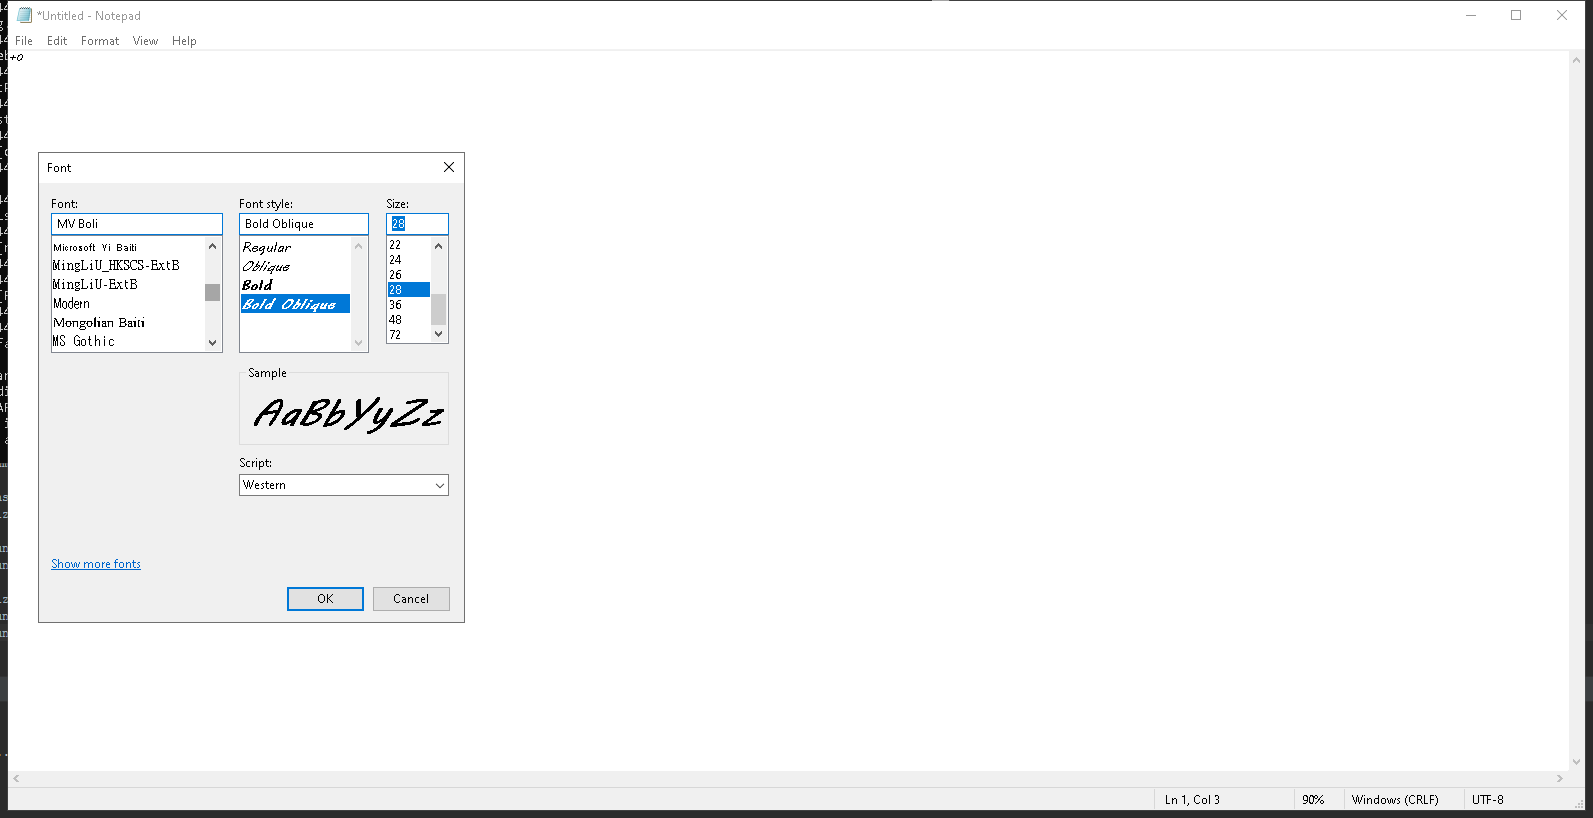 *Untitled - Notepad
File Edit Format View Help
+o
Font
Font:
MV Boli
Microsoft Yi Baiti
MingLiU_HKSCS-ExtB
MingLiU-ExtB
Modern
Mongolian Baiti
MS Gothic
Font style:
Bold Oblique
Regular
Oblique
Bold
Bold Oblique
Size:
28
22
24
26
28
36
48
72
Sample
AaBbYyZz
Script:
Western
Show more fonts
OK Cancel
Ln 1, Col 3 90% Windows (CRLF) UTF-8